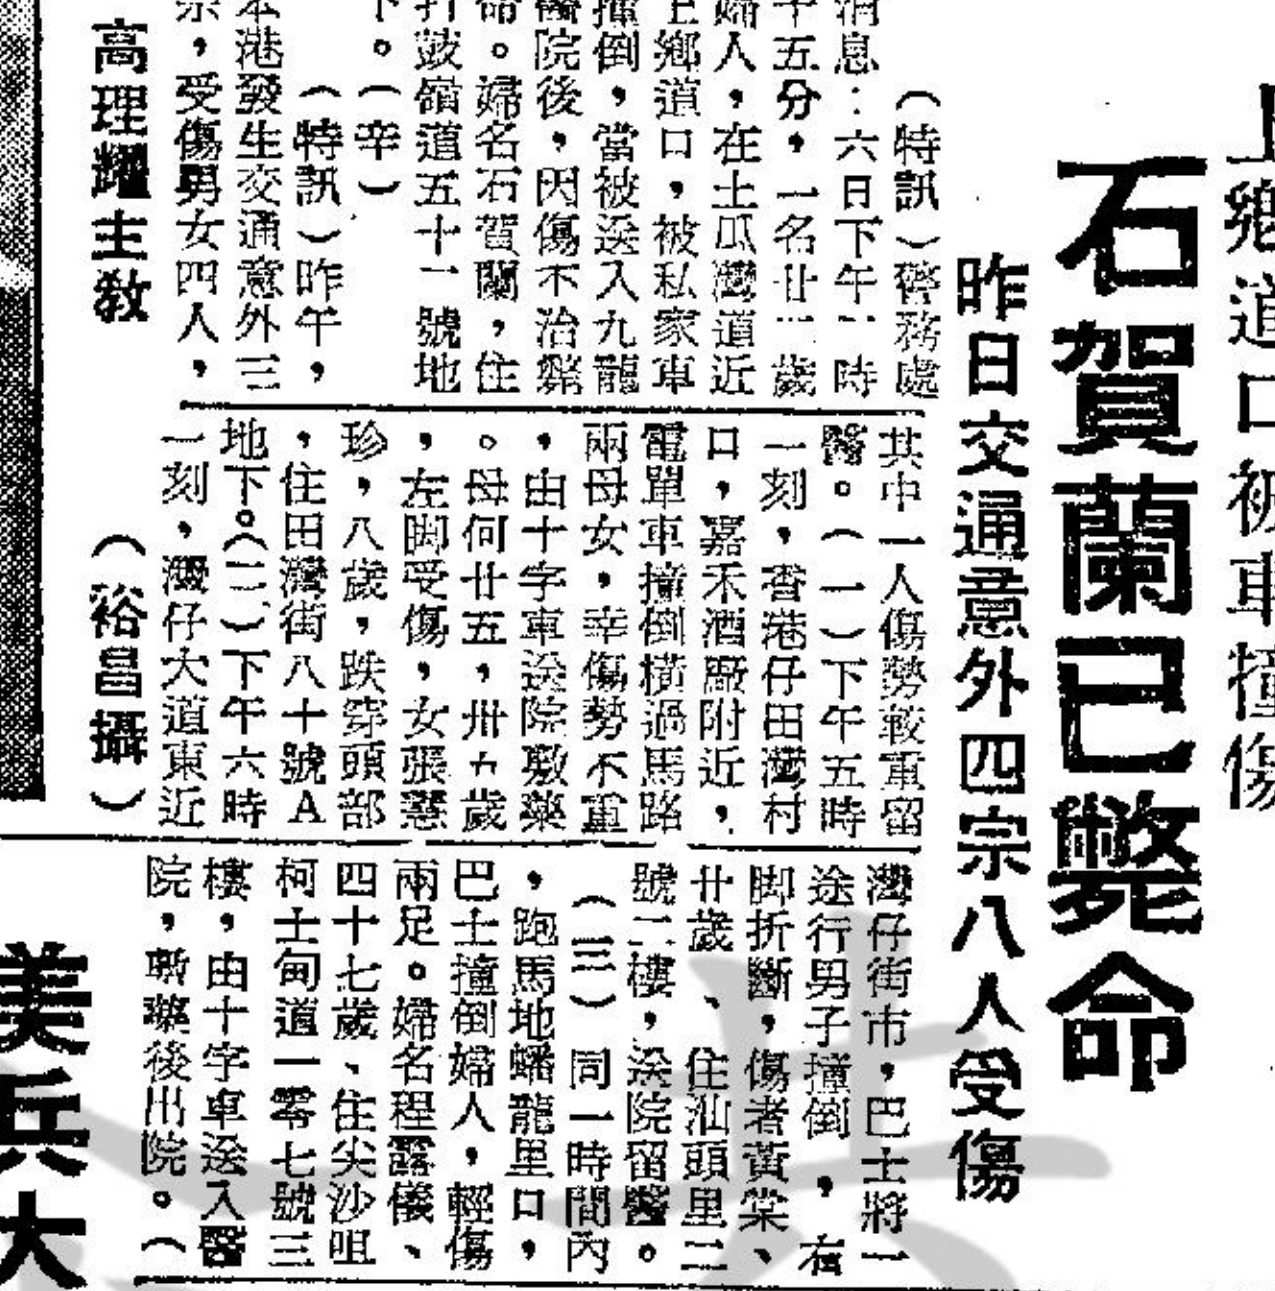 上鄉道口被車撞傷
石賀蘭已斃命
昨日交通意外四宗八人受傷
（特訊）警務處
消息：六日下午一時
十五分，一名廿一歲
婦人，在土瓜灣道近
上鄉道口，被私家車
撞倒，當被送入九龍
醫院後，因傷不治斃
命。婦名石賀蘭，住
打鼓嶺道五十一號地
下。（辛）
（特訊）昨午，
本港發生交通意外三
宗，受傷男女四人，
共中一人傷勢較重留
醫。（一）下午五時
一刻，香港仔田灣村
口，嘉禾酒廠附近，
電單車撞倒橫過馬路
兩母女，幸傷勢不重
，由十字車送院敷藥
。母何廿五，卅五歲
，左脚受傷，女張慧
珍，八歲，跌穿頭部
，住田灣街八十號A
地下。（二）下午六時
一刻，灣仔大道東近
灣仔街市，巴士將一
途行男子撞倒，右
脚折斷，傷者黃棠、
廿歲、住汕頭里二
號二樓，送院留醫。
（三）同一時間內
，跑馬地蟠龍里口，
巴士撞倒婦人，輕傷
兩足。婦名程露儀、
四十七歲、住尖沙咀
柯士甸道一零七號三
樓，由十字車送入醫
院，敷藥後出院。（
高理耀主教
（裕昌攝）
美兵大